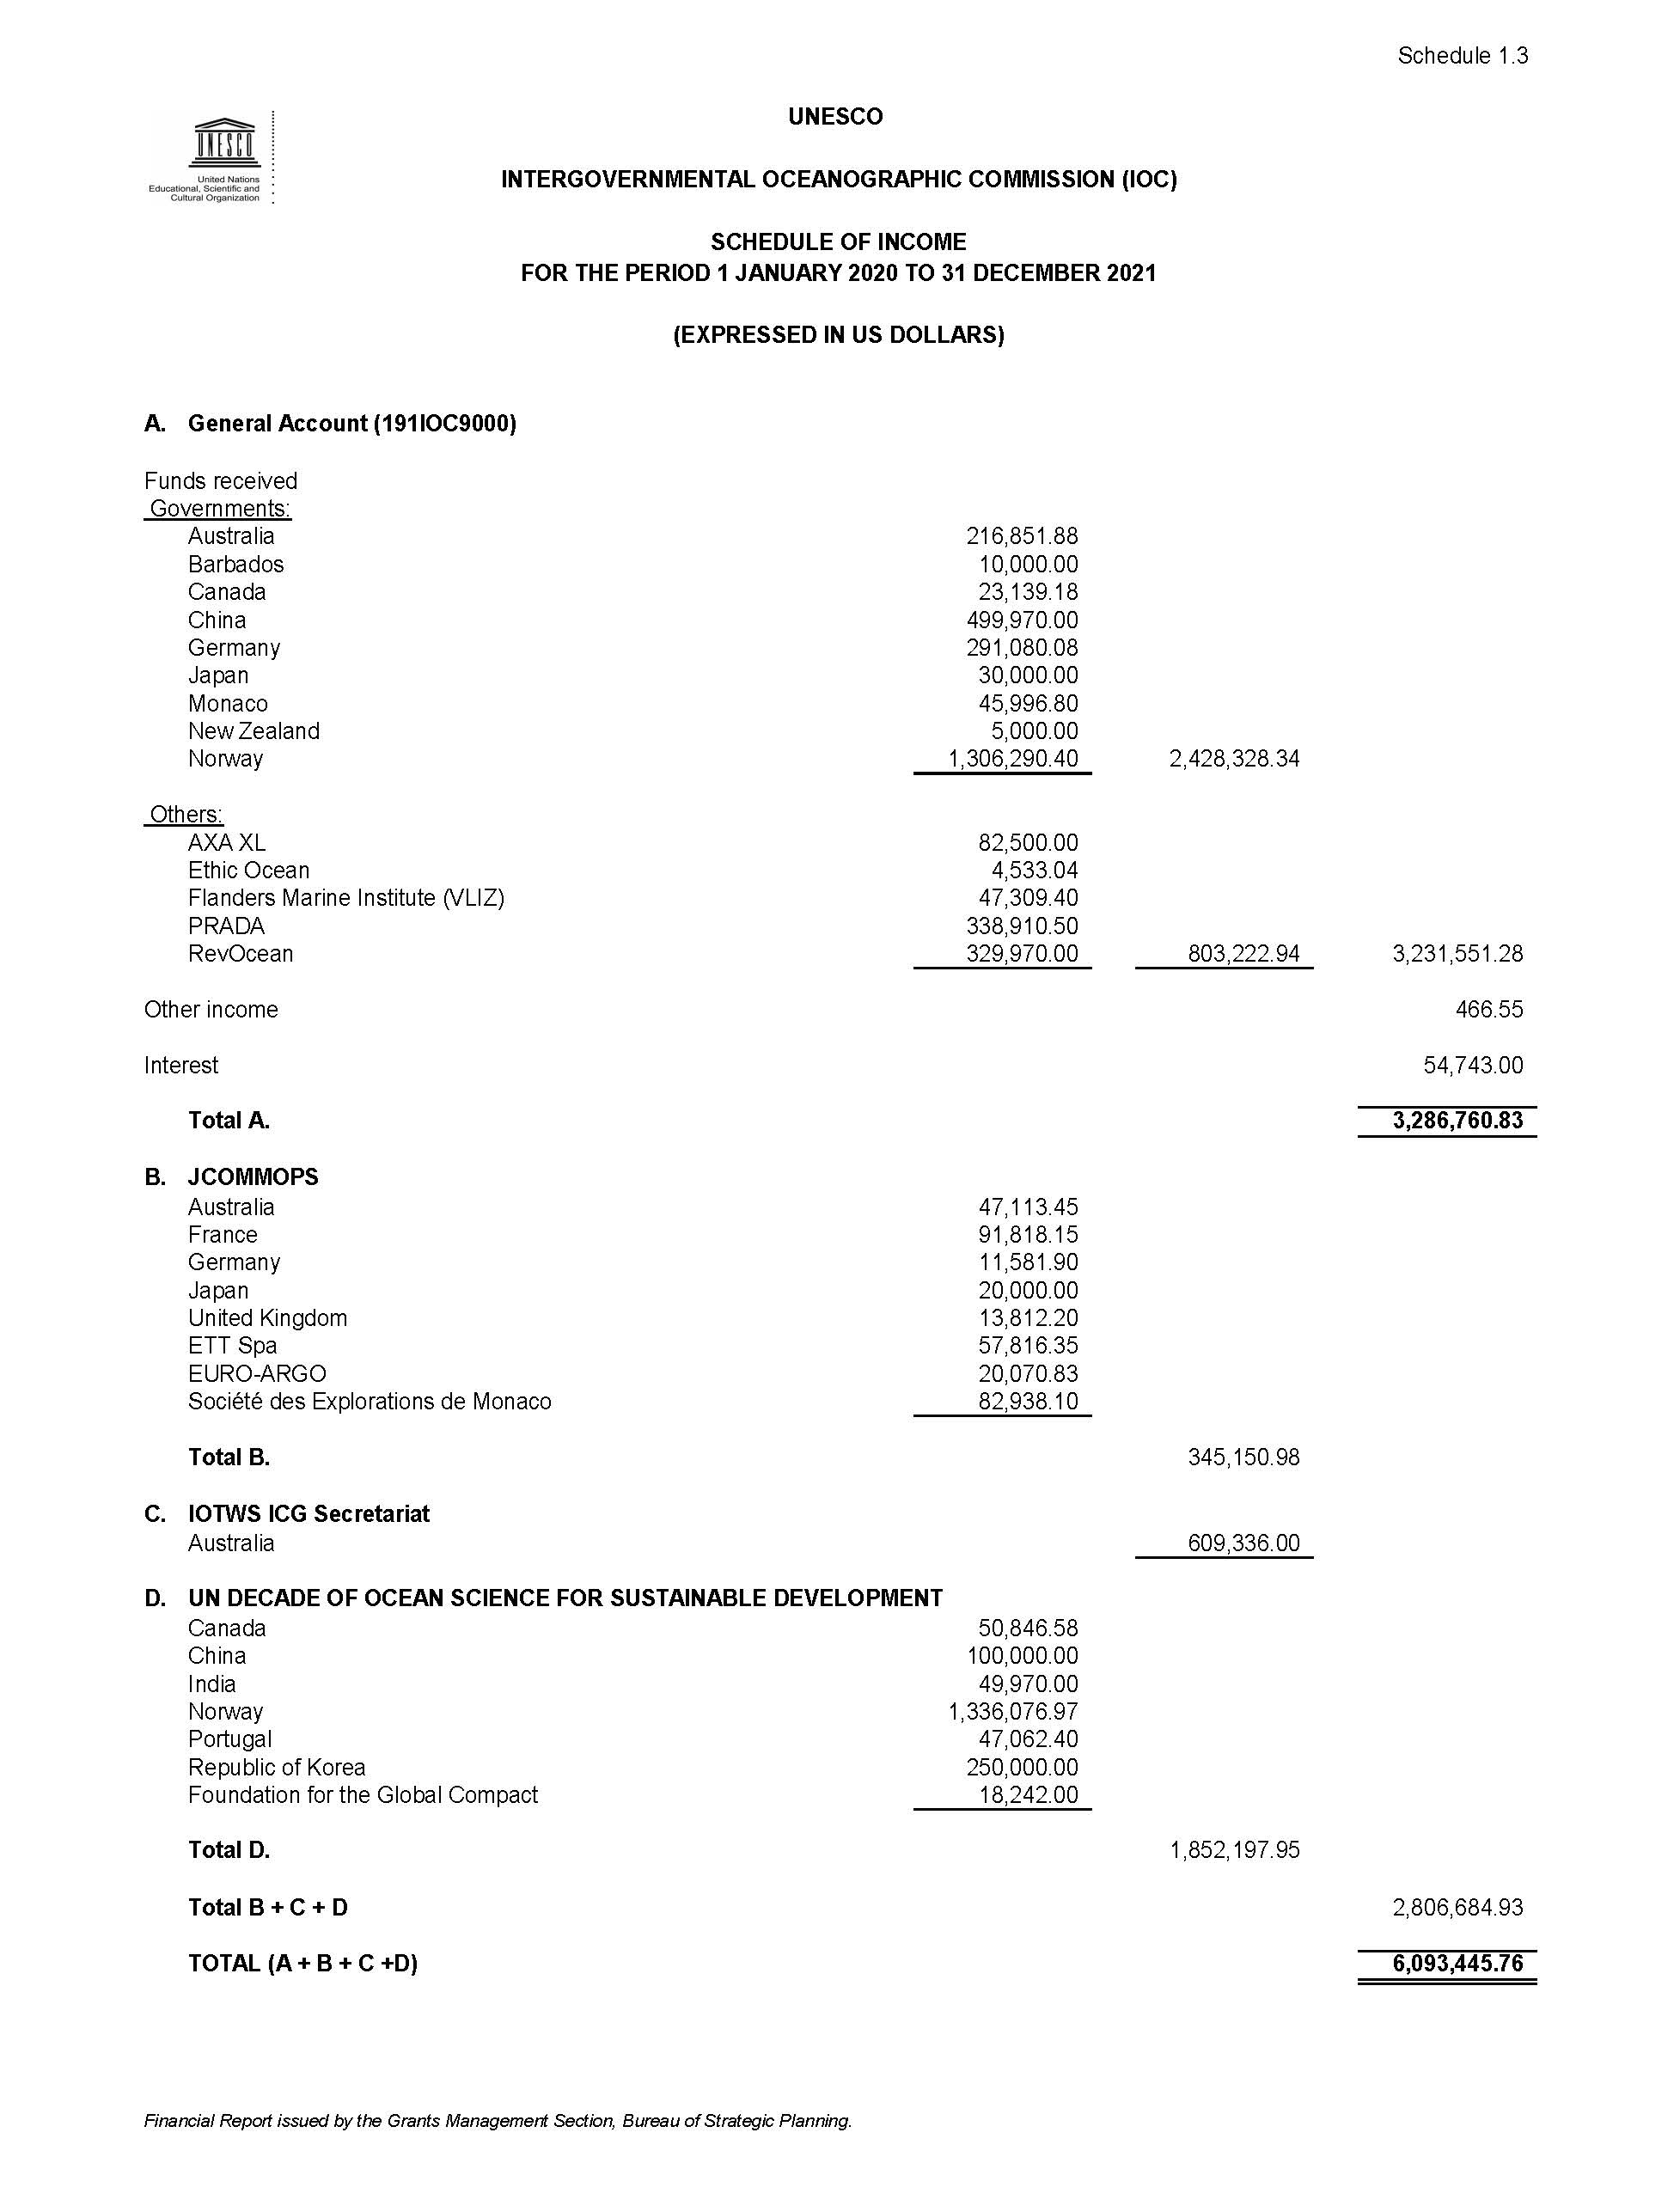 Schedule 1.3
UNESCO
UNESCO
United Nations
Educational, Scientific and
Cultural Organization
INTERGOVERNMENTAL OCEANOGRAPHIC COMMISSION (IOC)
SCHEDULE OF INCOME
FOR THE PERIOD 1 JANUARY 2020 TO 31 DECEMBER 2021
(EXPRESSED IN US DOLLARS)
A. General Account (191IOC9000)
Funds received
Governments:
Australia 216,851.88
Barbados 10,000.00
Canada 23,139.18
China 499,970.00
Germany 291,080.08
Japan 30,000.00
Monaco 45,996.80
New Zealand 5,000.00
Norway 1,306,290.40 2,428,328.34
Others:
AXA XL 82,500.00
Ethic Ocean 4,533.04
Flanders Marine Institute (VLIZ) 47,309.40
PRADA 338,910.50
RevOcean 329,970.00 803,222.94 3,231,551.28
Other income 466.55
Interest 54,743.00
Total A. 3,286,760.83
B. JCOMMOPS
Australia 47,113.45
France 91,818.15
Germany 11,581.90
Japan 20,000.00
United Kingdom 13,812.20
ETT Spa 57,816.35
EURO-ARGO 20,070.83
Société des Explorations de Monaco 82,938.10
Total B. 345,150.98
C. IOTWS ICG Secretariat
Australia 609,336.00
D. UN DECADE OF OCEAN SCIENCE FOR SUSTAINABLE DEVELOPMENT
Canada 50,846.58
China 100,000.00
India 49,970.00
Norway 1,336,076.97
Portugal 47,062.40
Republic of Korea 250,000.00
Foundation for the Global Compact 18,242.00
Total D. 1,852,197.95
Total B + C + D 2,806,684.93
TOTAL (A + B + C +D) 6,093,445.76
Financial Report issued by the Grants Management Section, Bureau of Strategic Planning.